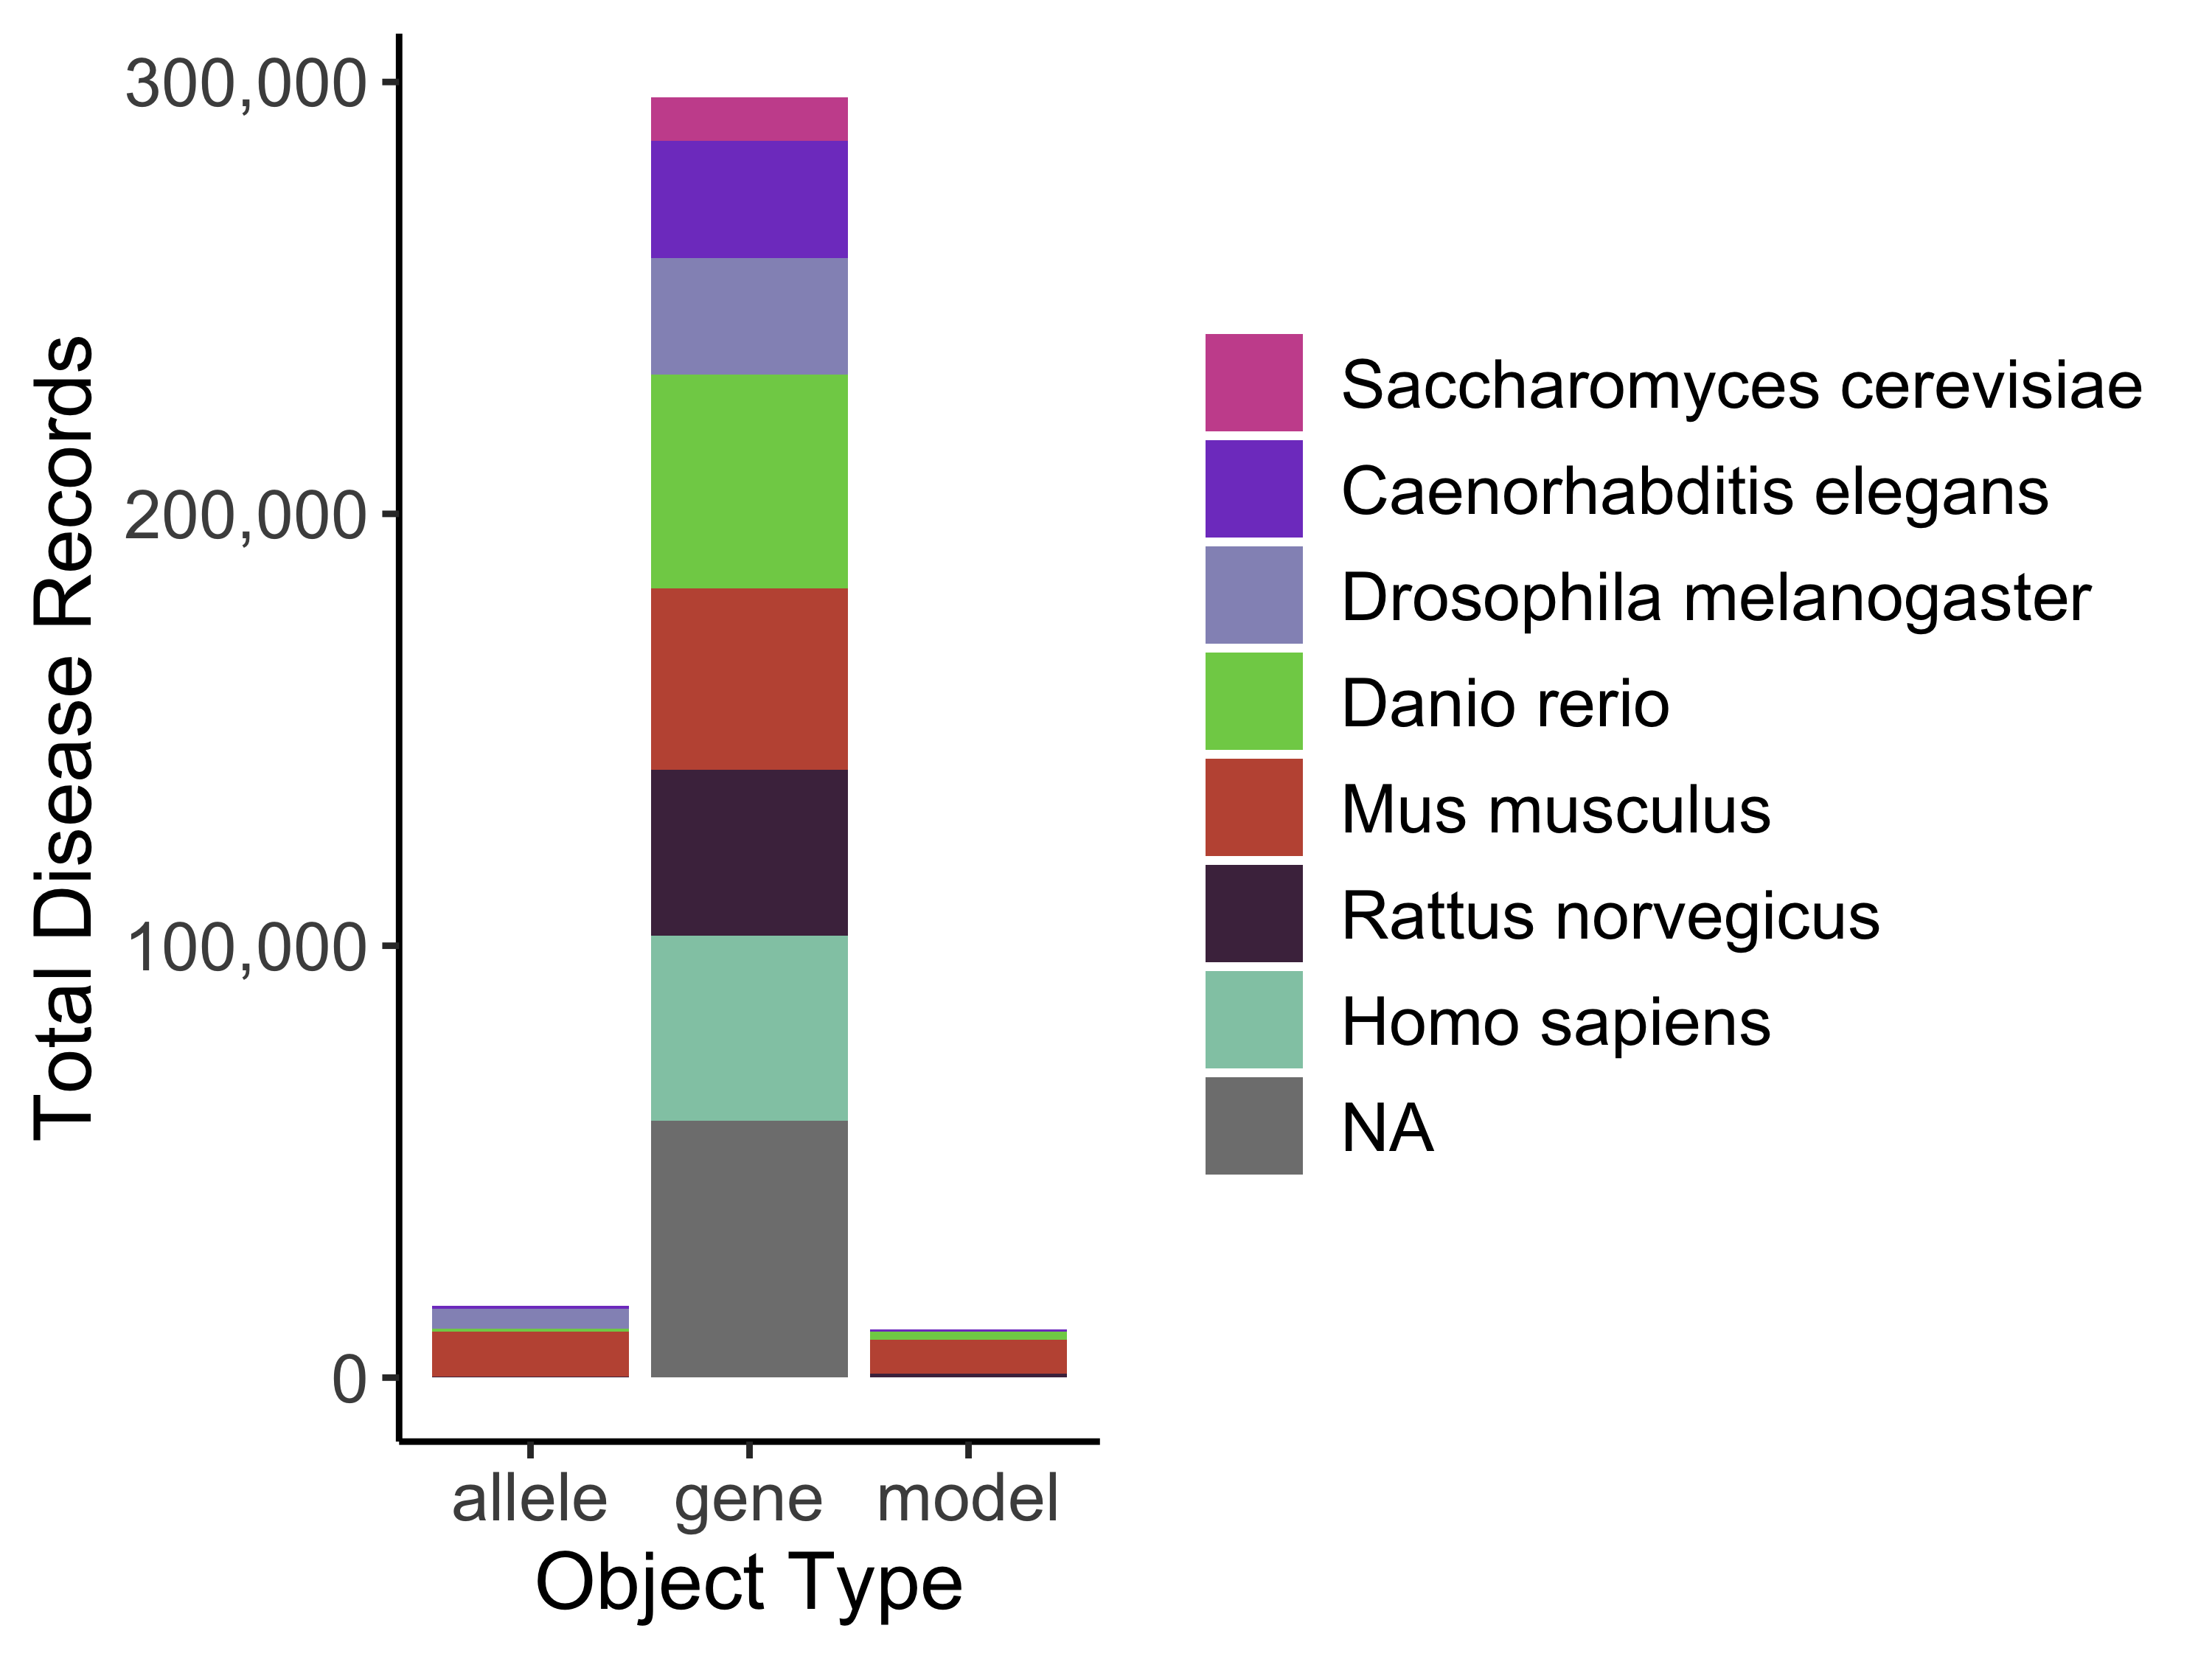 Total Disease Records
300,000
200,000
100,000
0
allele
gene
model
Object Type
Saccharomyces cerevisiae
Caenorhabditis elegans
Drosophila melanogaster
Danio rerio
Mus musculus
Rattus norvegicus
Homo sapiens
NA